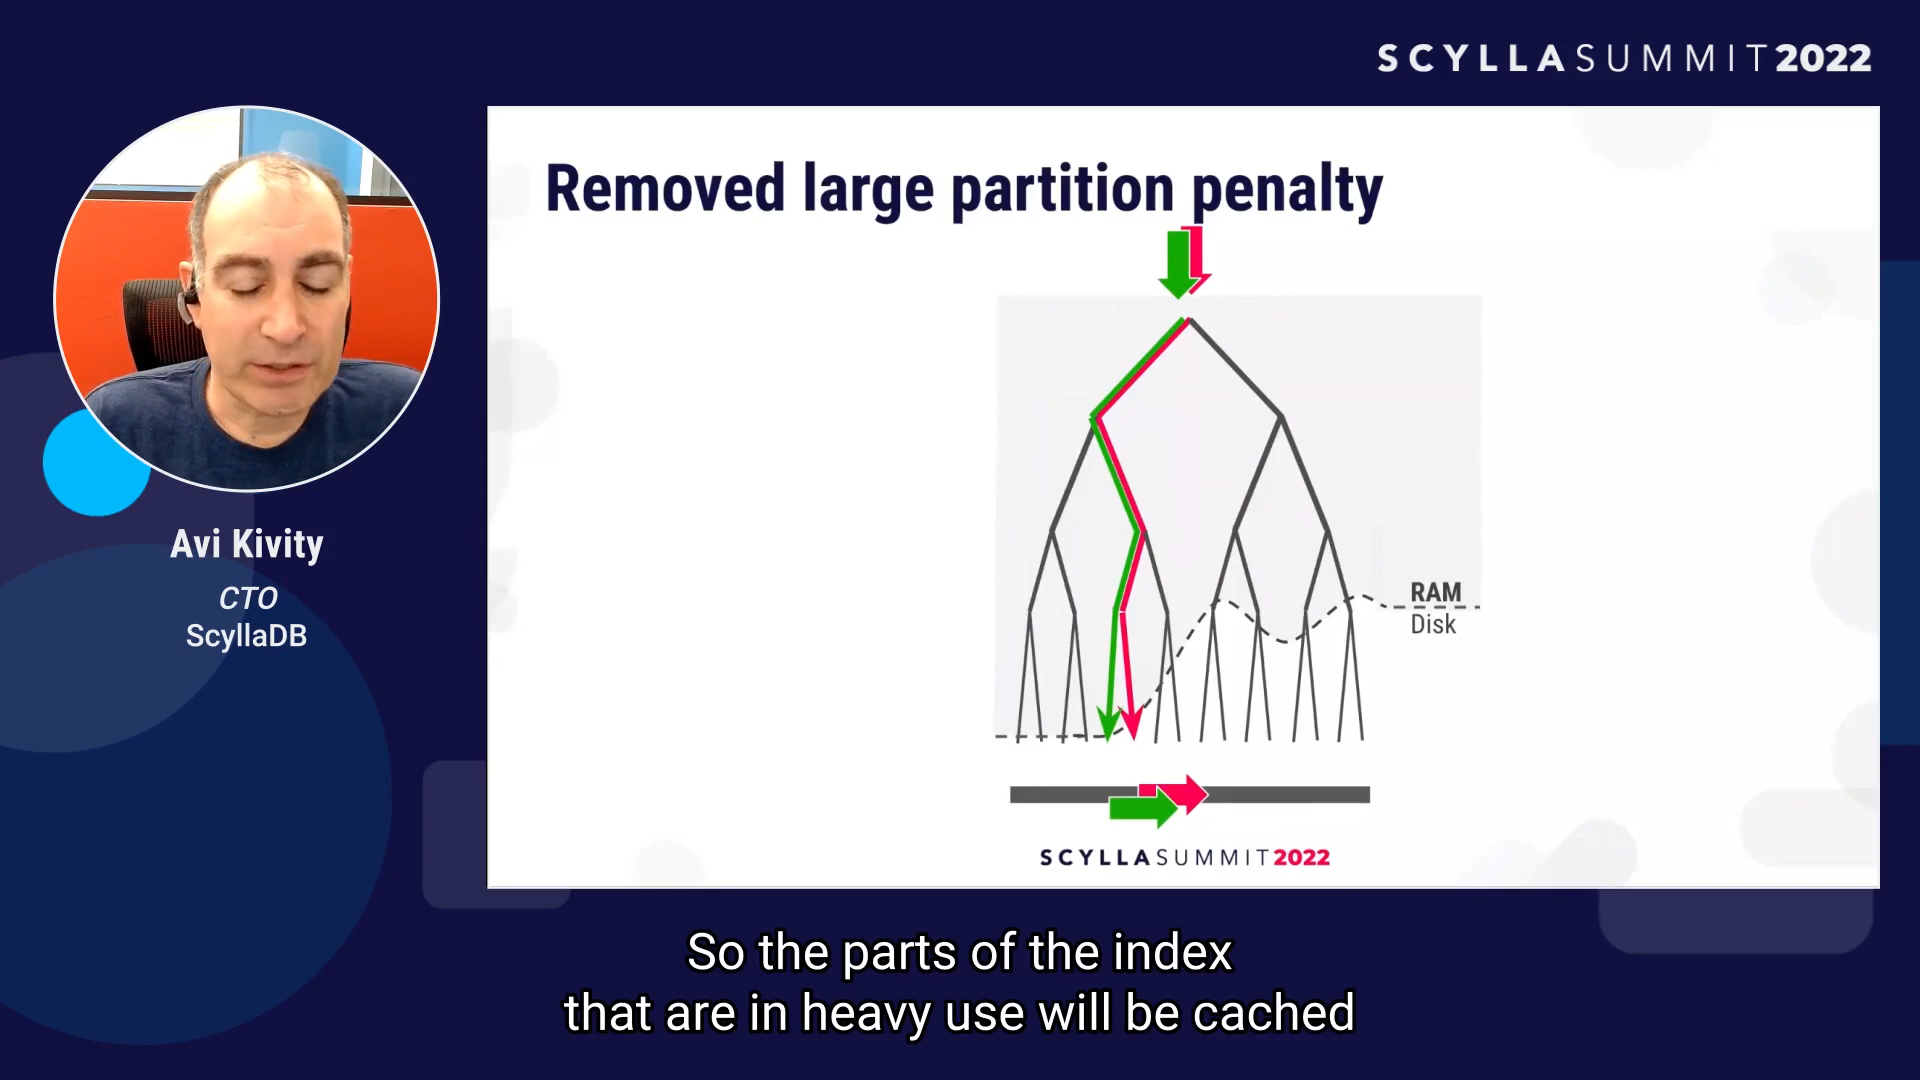 SCYLLASUMMIT2022
Removed large partition penalty
RAM
Disk
SCYLLASUMMIT2022
Avi Kivity
CTO
ScyllaDB
So the parts of the index
that are in heavy use will be cached